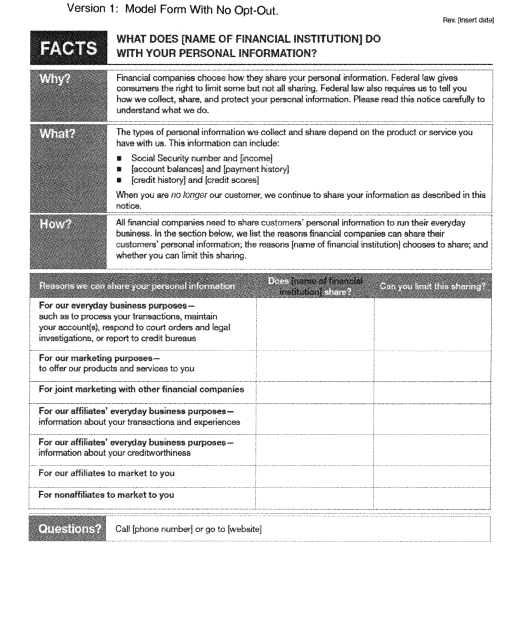 Version 1: Model Form With No Opt-Out.
Rev. [insert date]
FACTS
WHAT DOES [NAME OF FINANCIAL INSTITUTION] DO
WITH YOUR PERSONAL INFORMATION?
Why?
Financial companies choose how they share your personal information. Federal law gives
consumers the right to limit some but not all sharing. Federal law also requires us to tell you
how we collect, share, and protect your personal information. Please read this notice carefully to
understand what we do.
What?
The types of personal information we collect and share depend on the product or service you
have with us. This information can include:
■ Social Security number and [income]
■ [account balances] and [payment history]
■ [credit history] and [credit scores]
When you are no longer our customer, we continue to share your information as described in this
notice.
How?
All financial companies need to share customers' personal information to run their everyday
business. In the section below, we list the reasons financial companies can share their
customers' personal information; the reasons [name of financial institution] chooses to share; and
whether you can limit this sharing.
Reasons we can share your personal information
Does [name of financial
institution] share?
Can you limit this sharing?
For our everyday business purposes—
such as to process your transactions, maintain
your account(s), respond to court orders and legal
investigations, or report to credit bureaus
For our marketing purposes—
to offer our products and services to you
For joint marketing with other financial companies
For our affiliates' everyday business purposes—
information about your transactions and experiences
For our affiliates' everyday business purposes—
information about your creditworthiness
For our affiliates to market to you
For nonaffiliates to market to you
Questions?
Call [phone number] or go to [website]